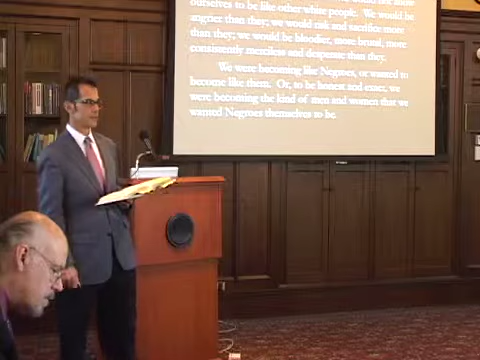 ourselves to be like other white people. We would be
angrier than they; we would risk and sacrifice more
than they; we would be bloodier, more broad, more
consistently merciless and desperate than they.
We were becoming like Negroes, or wanted to
become like them. Or, to be honest and exact, we
were becoming the kind of men and women that we
wanted Negroes themselves to be.